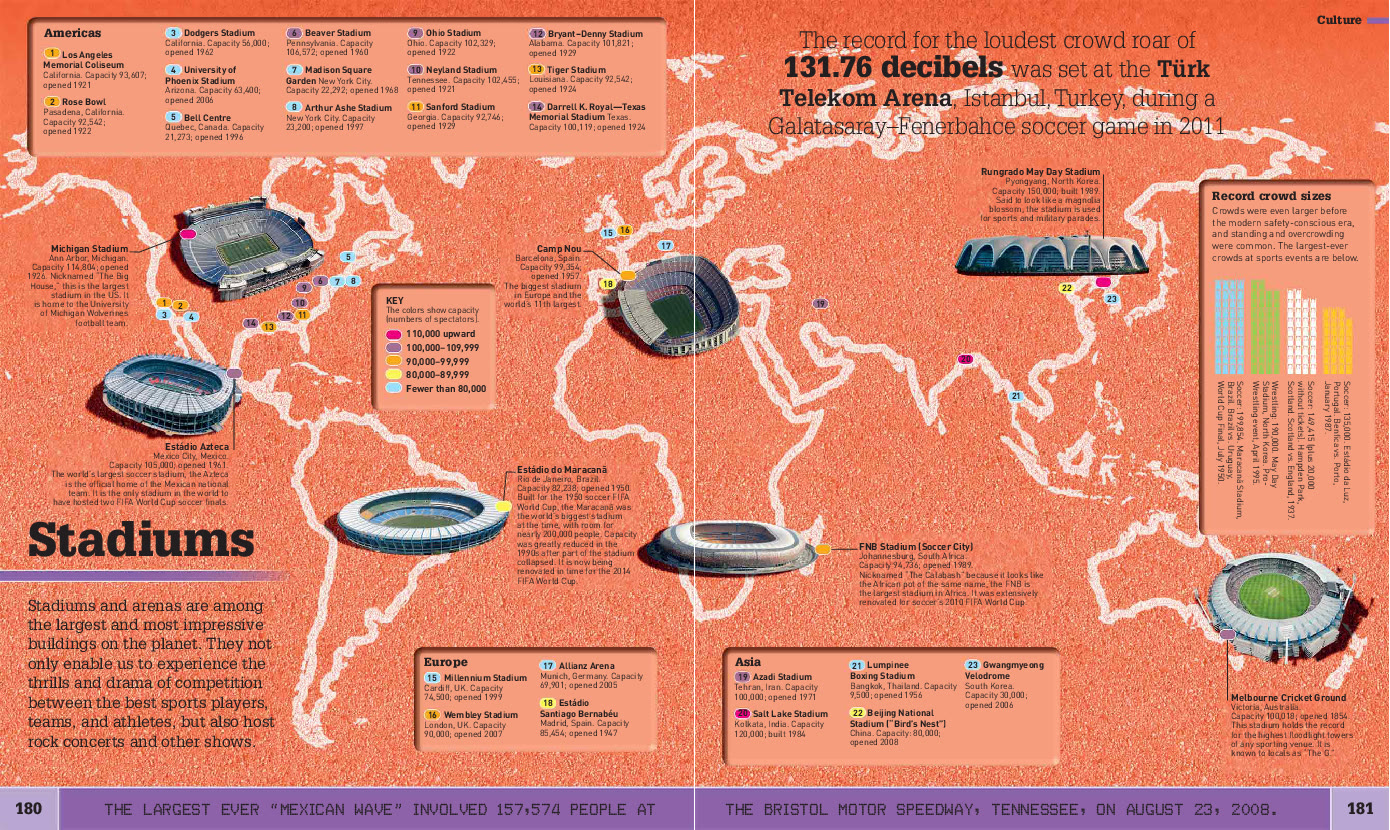 Culture
Americas
1 Los Angeles
Memorial Coliseum
California. Capacity 93,607;
opened 1921
2 Rose Bowl
Pasadena, California.
Capacity 92,542;
opened 1922
3 Dodgers Stadium
California. Capacity 56,000;
opened 1962
4 University of
Phoenix Stadium
Arizona. Capacity 63,400;
opened 2006
5 Bell Centre
Quebec, Canada. Capacity
21,273; opened 1996
6 Beaver Stadium
Pennsylvania. Capacity
106,572; opened 1960
7 Madison Square
Garden New York City.
Capacity 22,292; opened 1968
8 Arthur Ashe Stadium
New York City. Capacity
23,200; opened 1997
9 Ohio Stadium
Ohio. Capacity 102,329;
opened 1922
10 Neyland Stadium
Tennessee. Capacity 102,455;
opened 1921
11 Sanford Stadium
Georgia. Capacity 92,746;
opened 1929
12 Bryant–Denny Stadium
Alabama. Capacity 101,821;
opened 1929
13 Tiger Stadium
Louisiana. Capacity 92,542;
opened 1924
14 Darrell K. Royal—Texas
Memorial Stadium Texas.
Capacity 100,119; opened 1924
The record for the loudest crowd roar of
131.76 decibels was set at the Türk
Telekom Arena, Istanbul, Turkey, during a
Galatasaray–Fenerbahce soccer game in 2011
Michigan Stadium
Ann Arbor, Michigan.
Capacity 114,804; opened
1926. Nicknamed "The Big
House," this is the largest
stadium in the US. It
is home to the University
of Michigan Wolverines
football team.
5
9 6 7 8
10
1 2
3 4
12 11
14 13
KEY
The colors show capacity
(numbers of spectators).
110,000 upward
100,000–109,999
90,000–99,999
80,000–89,999
Fewer than 80,000
Camp Nou
Barcelona, Spain.
Capacity 99,354;
opened 1957.
The biggest stadium
in Europe and the
world's 11th largest.
15 16
17
18
Rungrado May Day Stadium
Pyongyang, North Korea.
Capacity 150,000; built 1989.
Said to look like a magnolia
blossom, the stadium is used
for sports and military parades.
22
23
19
20
21
Record crowd sizes
Crowds were even larger before
the modern safety-conscious era,
and standing and overcrowding
were common. The largest-ever
crowds at sports events are below.
Soccer: 199,854. Maracanã Stadium,
Brazil. Brazil vs. Uruguay,
World Cup Final, July 1950.
Wrestling: 190,000. May Day
Stadium, North Korea. Pro-
Wrestling event, April 1995.
Soccer: 149,415 (plus 20,000
without tickets). Hampden Park,
Scotland. Scotland vs. England, 1937.
Soccer: 135,000. Estádio da Luz,
Portugal. Benfica vs. Porto,
January 1987.
Estádio Azteca
Mexico City, Mexico.
Capacity 105,000; opened 1961.
The world's largest soccer stadium, the Azteca
is the official home of the Mexican national
team. It is the only stadium in the world to
have hosted two FIFA World Cup soccer finals.
Estádio do Maracanã
Rio de Janeiro, Brazil.
Capacity 82,238; opened 1950.
Built for the 1950 soccer FIFA
World Cup, the Maracanã was
the world's biggest stadium
at the time, with room for
nearly 200,000 people. Capacity
was greatly reduced in the
1990s after part of the stadium
collapsed. It is now being
renovated in time for the 2014
FIFA World Cup.
FNB Stadium (Soccer City)
Johannesburg, South Africa.
Capacity 94,736; opened 1989.
Nicknamed "The Calabash" because it looks like
the African pot of the same name, the FNB is
the largest stadium in Africa. It was extensively
renovated for soccer's 2010 FIFA World Cup.
Stadiums
Stadiums and arenas are among
the largest and most impressive
buildings on the planet. They not
only enable us to experience the
thrills and drama of competition
between the best sports players,
teams, and athletes, but also host
rock concerts and other shows.
Europe
15 Millennium Stadium
Cardiff, UK. Capacity
74,500; opened 1999
16 Wembley Stadium
London, UK. Capacity
90,000; opened 2007
17 Allianz Arena
Munich, Germany. Capacity
69,901; opened 2005
18 Estádio
Santiago Bernabéu
Madrid, Spain. Capacity
85,454; opened 1947
Asia
19 Azadi Stadium
Tehran, Iran. Capacity
100,000; opened 1971
20 Salt Lake Stadium
Kolkata, India. Capacity
120,000; built 1984
21 Lumpinee
Boxing Stadium
Bangkok, Thailand. Capacity
9,500; opened 1956
22 Beijing National
Stadium ("Bird's Nest")
China. Capacity: 80,000;
opened 2008
23 Gwangmyeong
Velodrome
South Korea.
Capacity 30,000;
opened 2006
Melbourne Cricket Ground
Victoria, Australia.
Capacity 100,018; opened 1854.
This stadium holds the record
for the highest floodlight towers
of any sporting venue. It is
known to locals as "The G."
180
THE LARGEST EVER "MEXICAN WAVE" INVOLVED 157,574 PEOPLE AT
THE BRISTOL MOTOR SPEEDWAY, TENNESSEE, ON AUGUST 23, 2008.
181